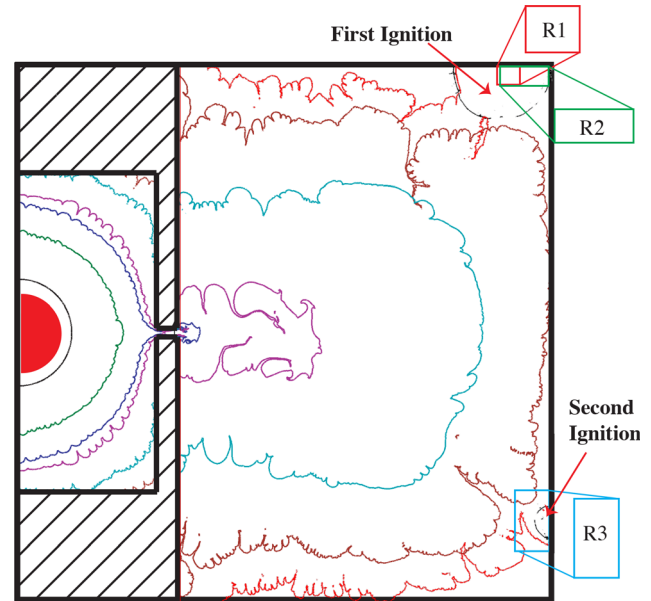 R1
First Ignition
R2
Second
Ignition
R3